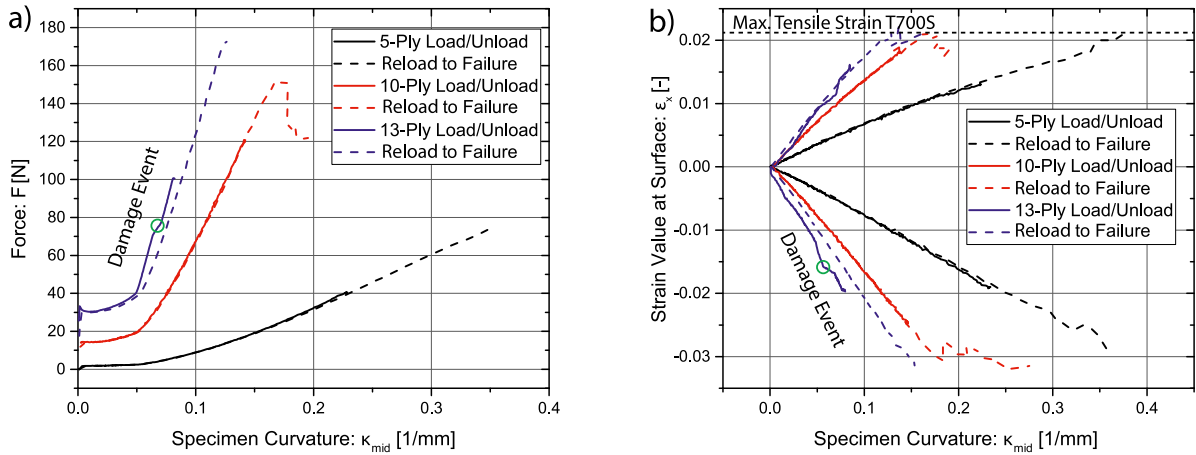 a)
180
160
140
120
100
80
60
40
20
0
Force: F [N]
5-Ply Load/Unload
Reload to Failure
10-Ply Load/Unload
Reload to Failure
13-Ply Load/Unload
Reload to Failure
Damage Event
0.0
0.1
0.2
0.3
0.4
Specimen Curvature: κmid [1/mm]
b)
Max. Tensile Strain T700S
0.02
0.01
0.00
-0.01
-0.02
-0.03
Strain Value at Surface: εx [-]
5-Ply Load/Unload
Reload to Failure
10-Ply Load/Unload
Reload to Failure
13-Ply Load/Unload
Reload to Failure
Damage Event
0.0
0.1
0.2
0.3
0.4
Specimen Curvature: κmid [1/mm]